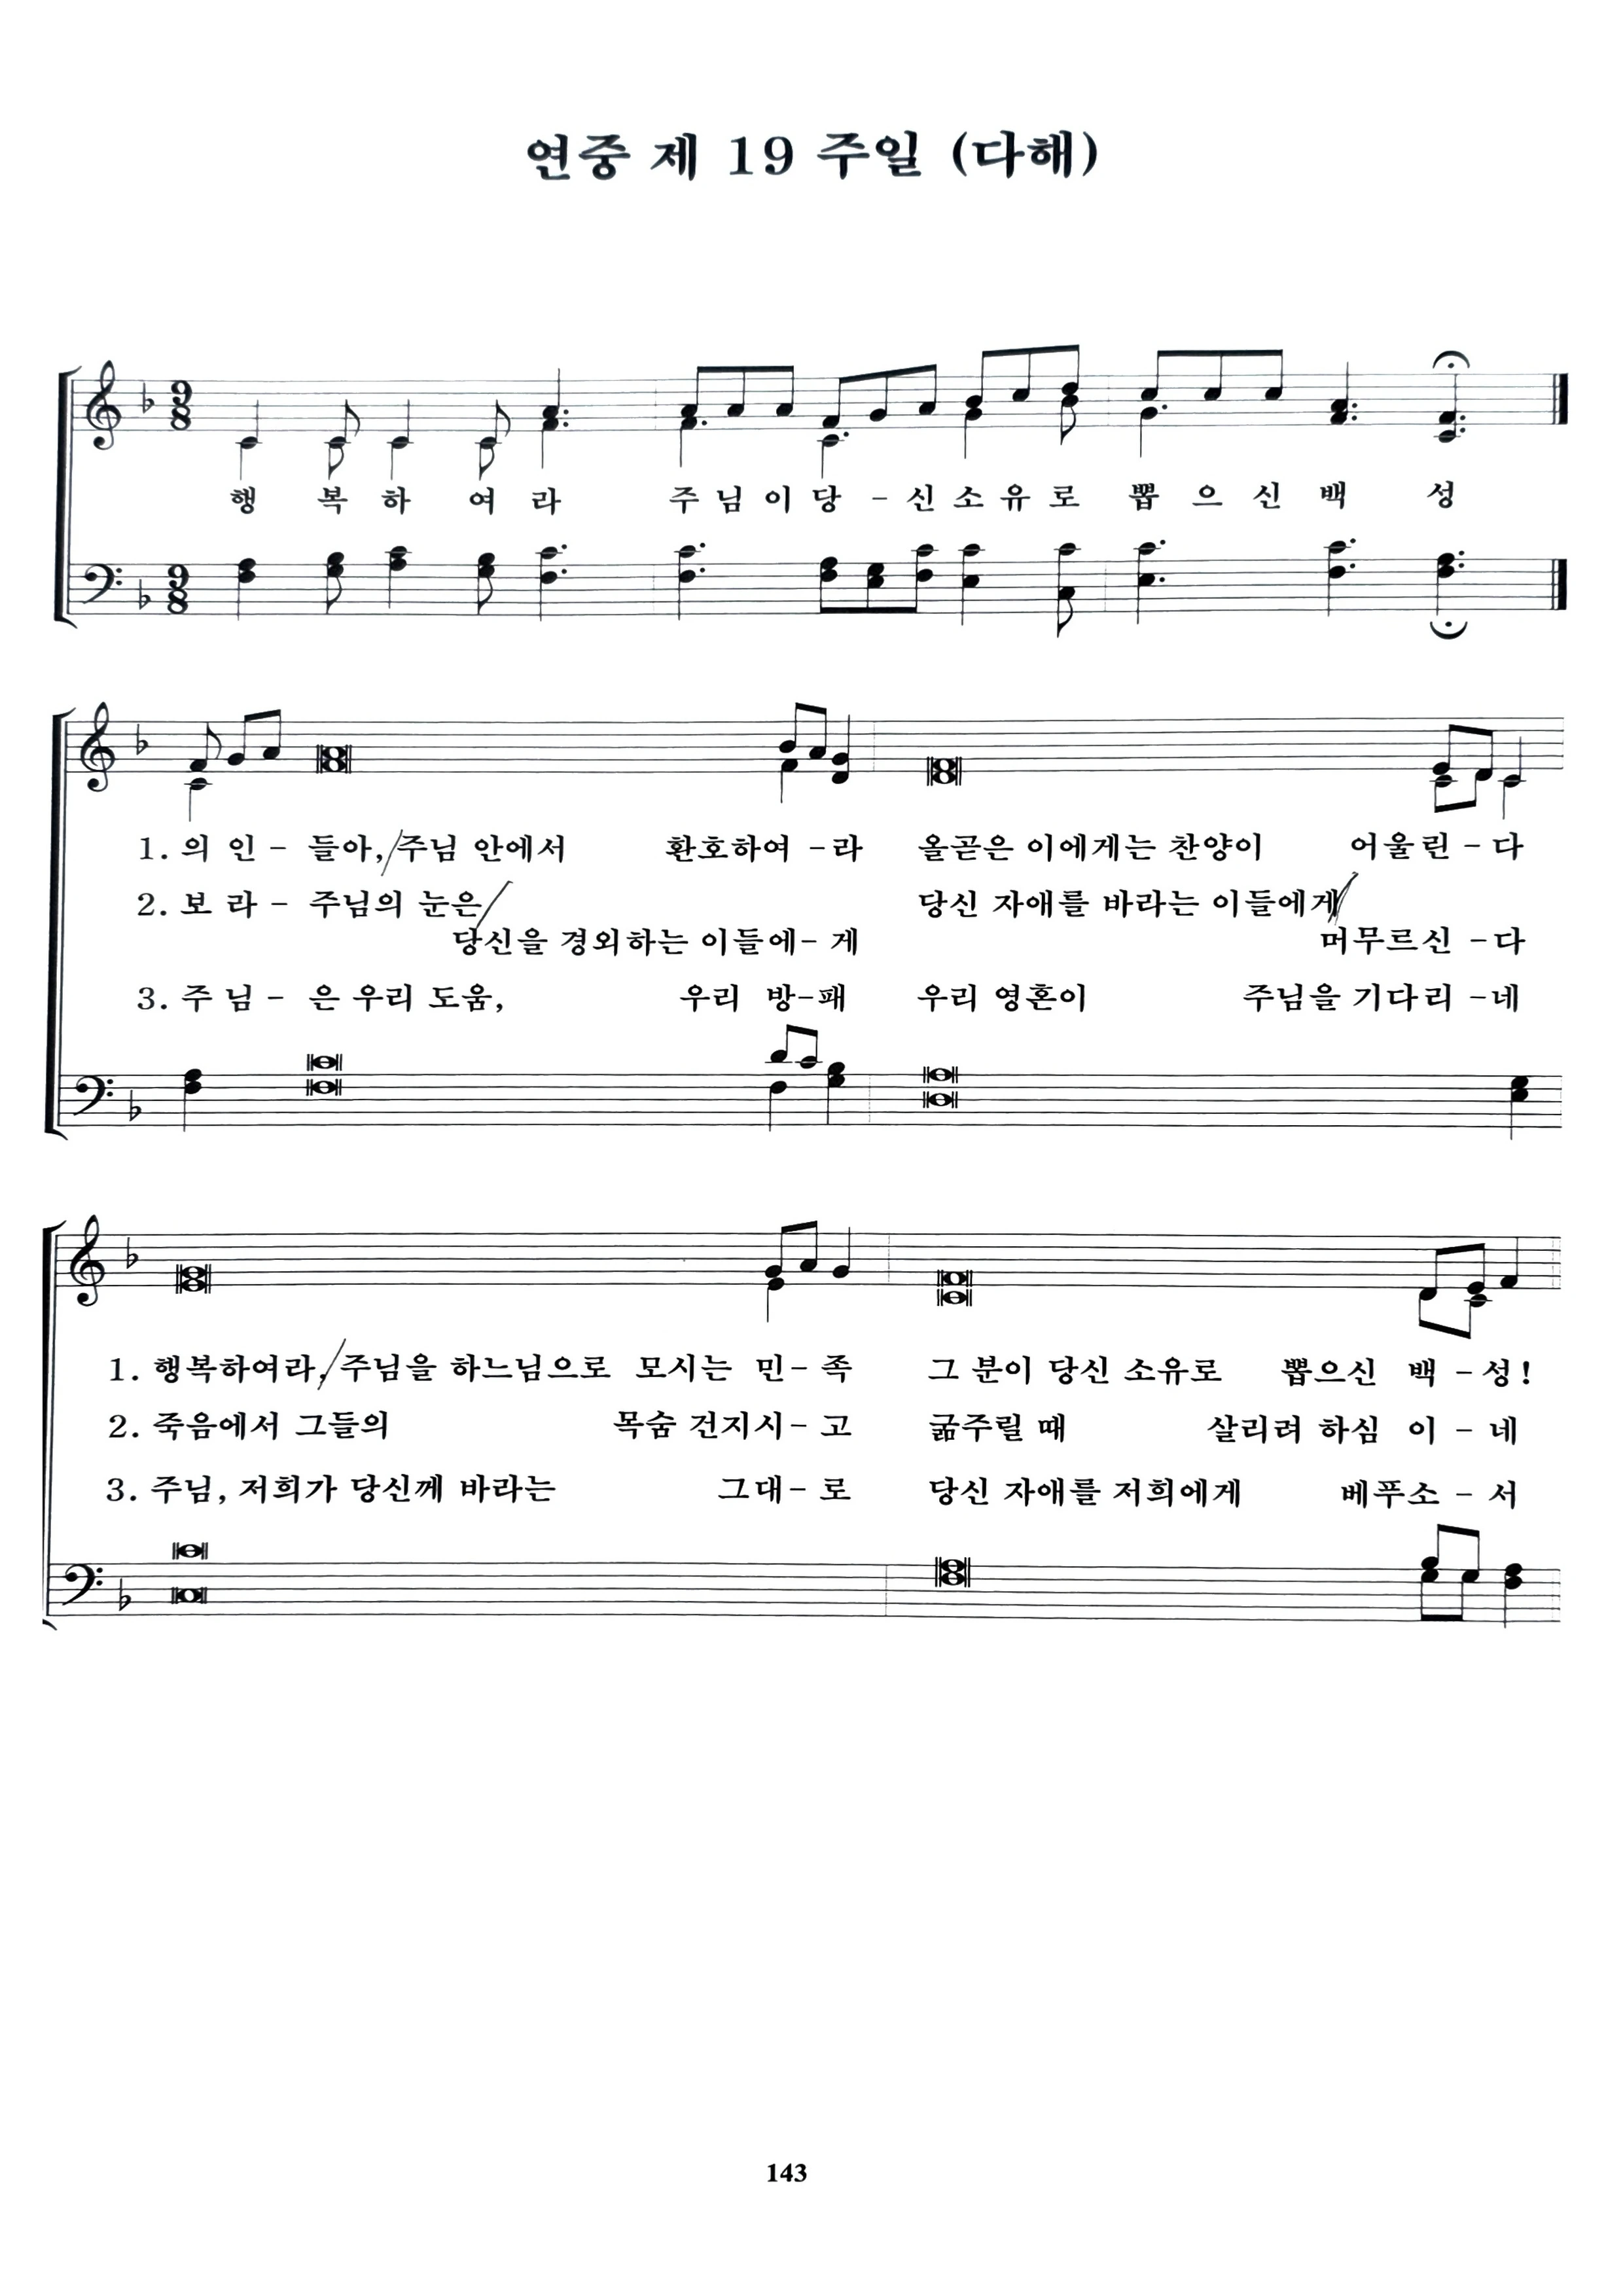 연중 제 19 주일 (다해)
9 8
행 복 하 여 라 주 님 이 당 - 신 소 유 로 뽑 으 신 백 성
9 8
1. 의 인 - 들아, 주님 안에서 환호하여 - 라 올곧은 이에게는 찬양이 어울린 - 다
2. 보 라 - 주님의 눈은 당신 자애를 바라는 이들에게
당신을 경외하는 이들에 - 게 머무르신 - 다
3. 주 님 - 은 우리 도움, 우리 방 - 패 우리 영혼이 주님을 기다리 - 네
1. 행복하여라, 주님을 하느님으로 모시는 민 - 족 그 분이 당신 소유로 뽑으신 백 - 성!
2. 죽음에서 그들의 목숨 건지시 - 고 굶주릴 때 살리려 하심 이 - 네
3. 주님, 저희가 당신께 바라는 그대 - 로 당신 자애를 저희에게 베푸소 - 서
143